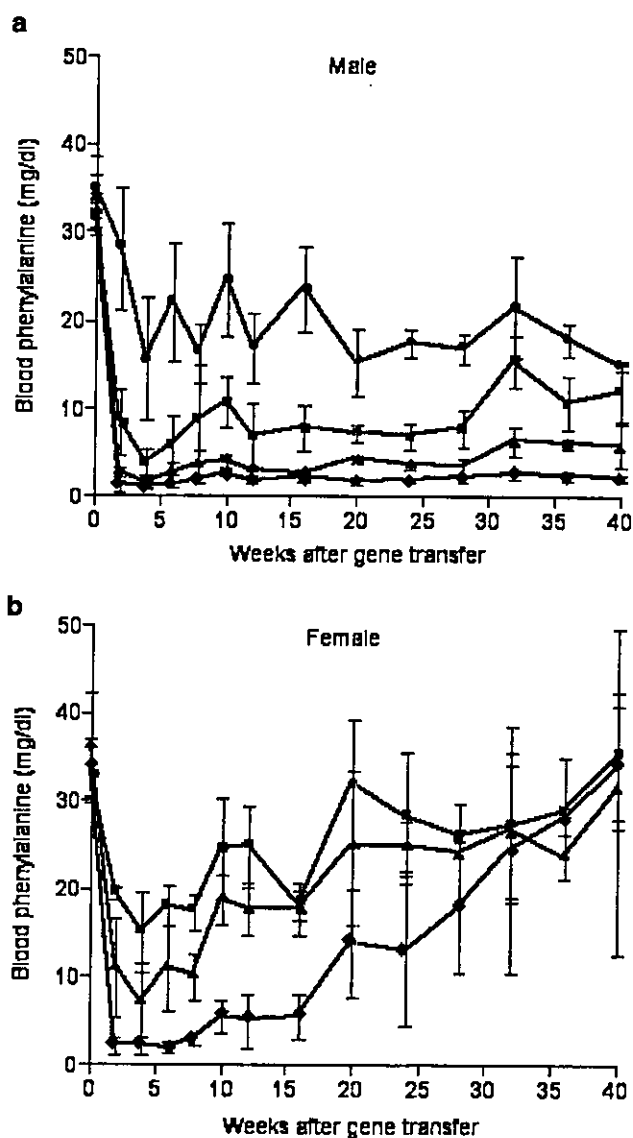 a
Male
50
40
30
20
10
0
Blood phenylalanine (mg/dl)
0 5 10 15 20 25 30 35 40
Weeks after gene transfer
b
Female
50
40
30
20
10
0
Blood phenylalanine (mg/dl)
0 5 10 15 20 25 30 35 40
Weeks after gene transfer